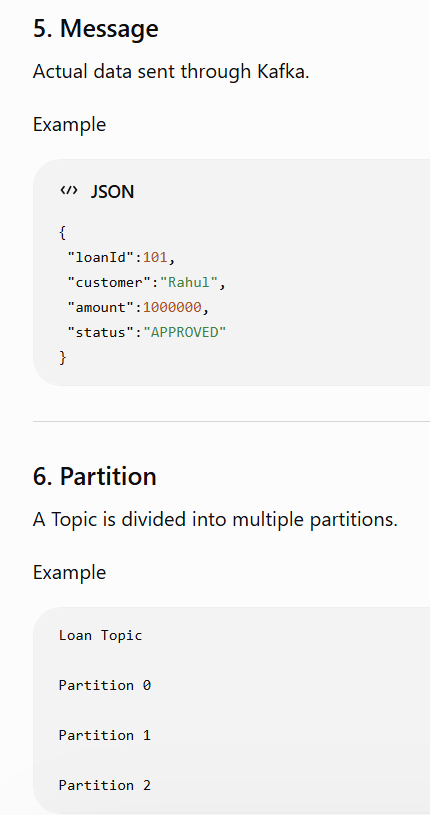 5. Message
Actual data sent through Kafka.
Example
</> JSON
{
"loanId":101,
"customer":"Rahul",
"amount":1000000,
"status":"APPROVED"
}
6. Partition
A Topic is divided into multiple partitions.
Example
Loan Topic
Partition 0
Partition 1
Partition 2